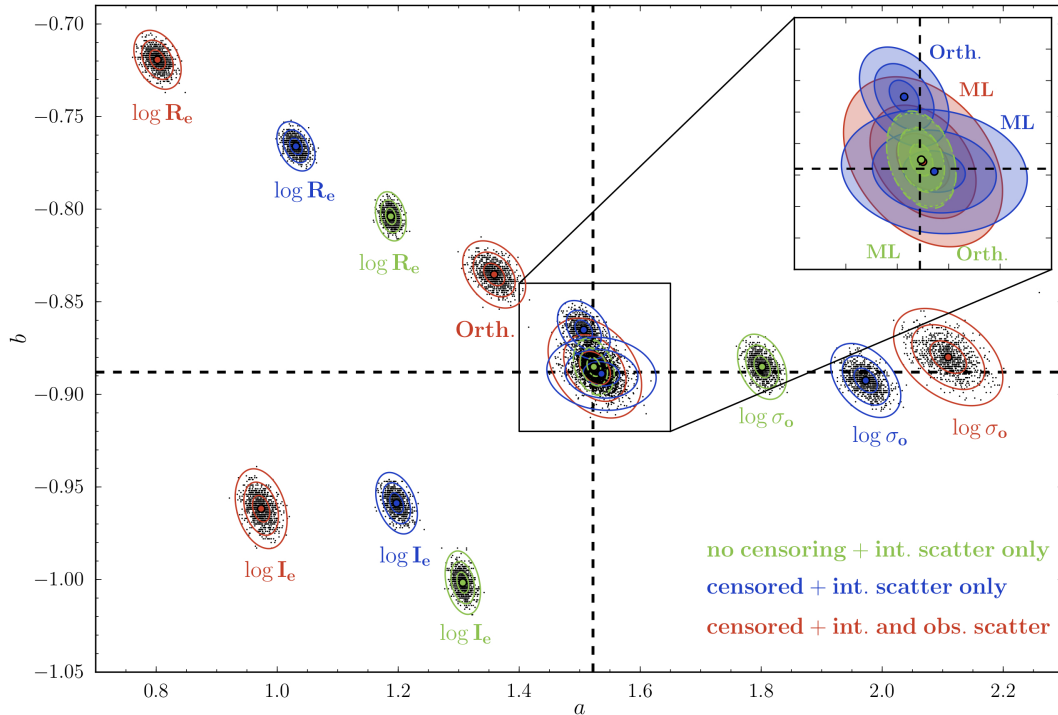 −0.70
−0.75
−0.80
−0.85
−0.90
−0.95
−1.00
−1.05
b
0.8 1.0 1.2 1.4 1.6 1.8 2.0 2.2
a
log Rₑ
log Rₑ
log Rₑ
Orth.
log σₒ
log σₒ
log σₒ
log Iₑ
log Iₑ
log Iₑ
Orth.
ML
ML
ML
Orth.
no censoring + int. scatter only
censored + int. scatter only
censored + int. and obs. scatter